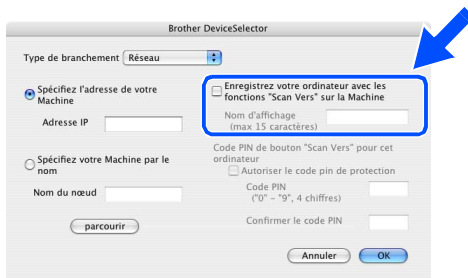 Brother DeviceSelector
Type de branchement
Réseau
Spécifiez l'adresse de votre
Machine
Adresse IP
Spécifiez votre Machine par le
nom
Nom du nœud
parcourir
Enregistrez votre ordinateur avec les
fonctions "Scan Vers" sur la Machine
Nom d'affichage
(max 15 caractères)
Code PIN de bouton "Scan Vers" pour cet
ordinateur
Autoriser le code pin de protection
Code PIN
("0" - "9", 4 chiffres)
Confirmer le code PIN
Annuler
OK